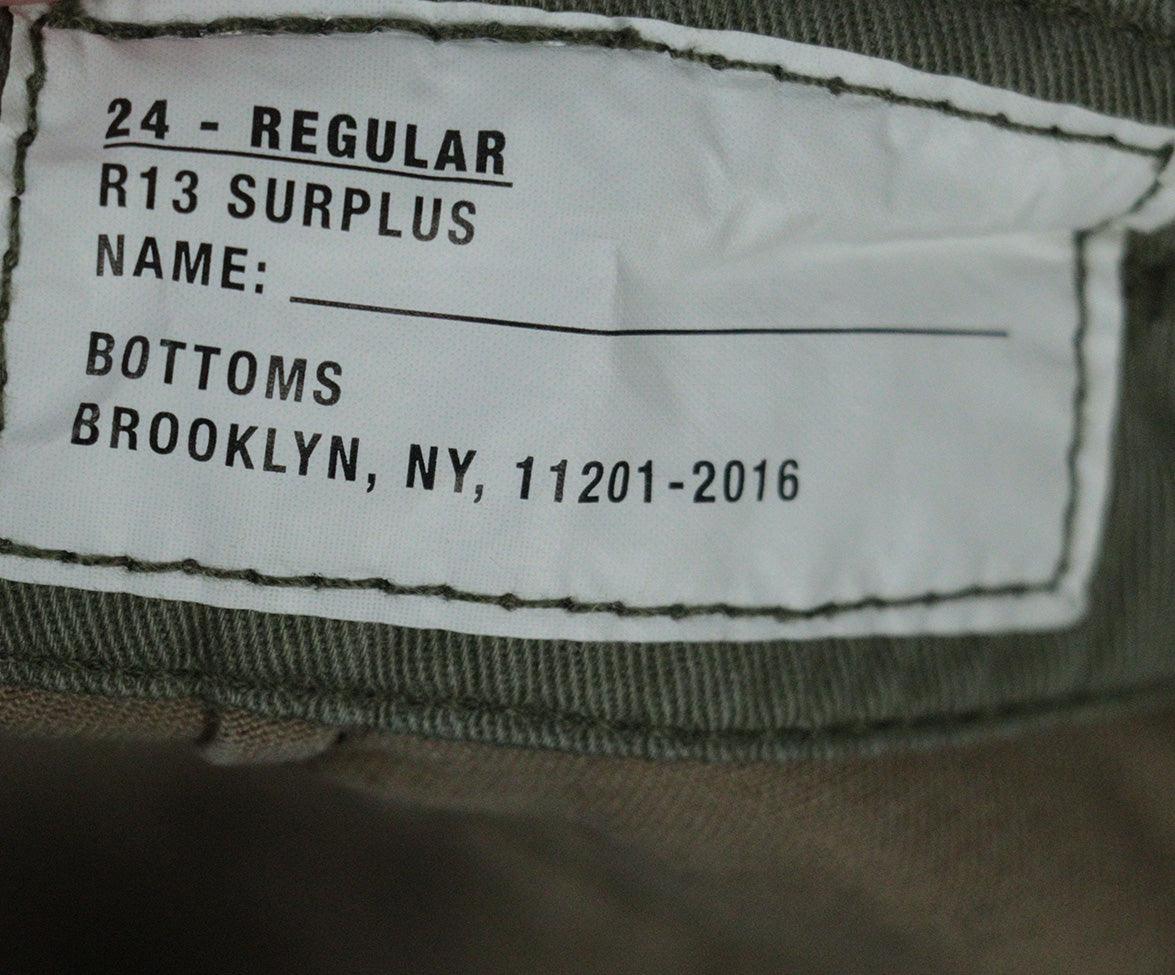 24 - REGULAR
R13 SURPLUS
NAME:
BOTTOMS
BROOKLYN, NY, 11201-2016